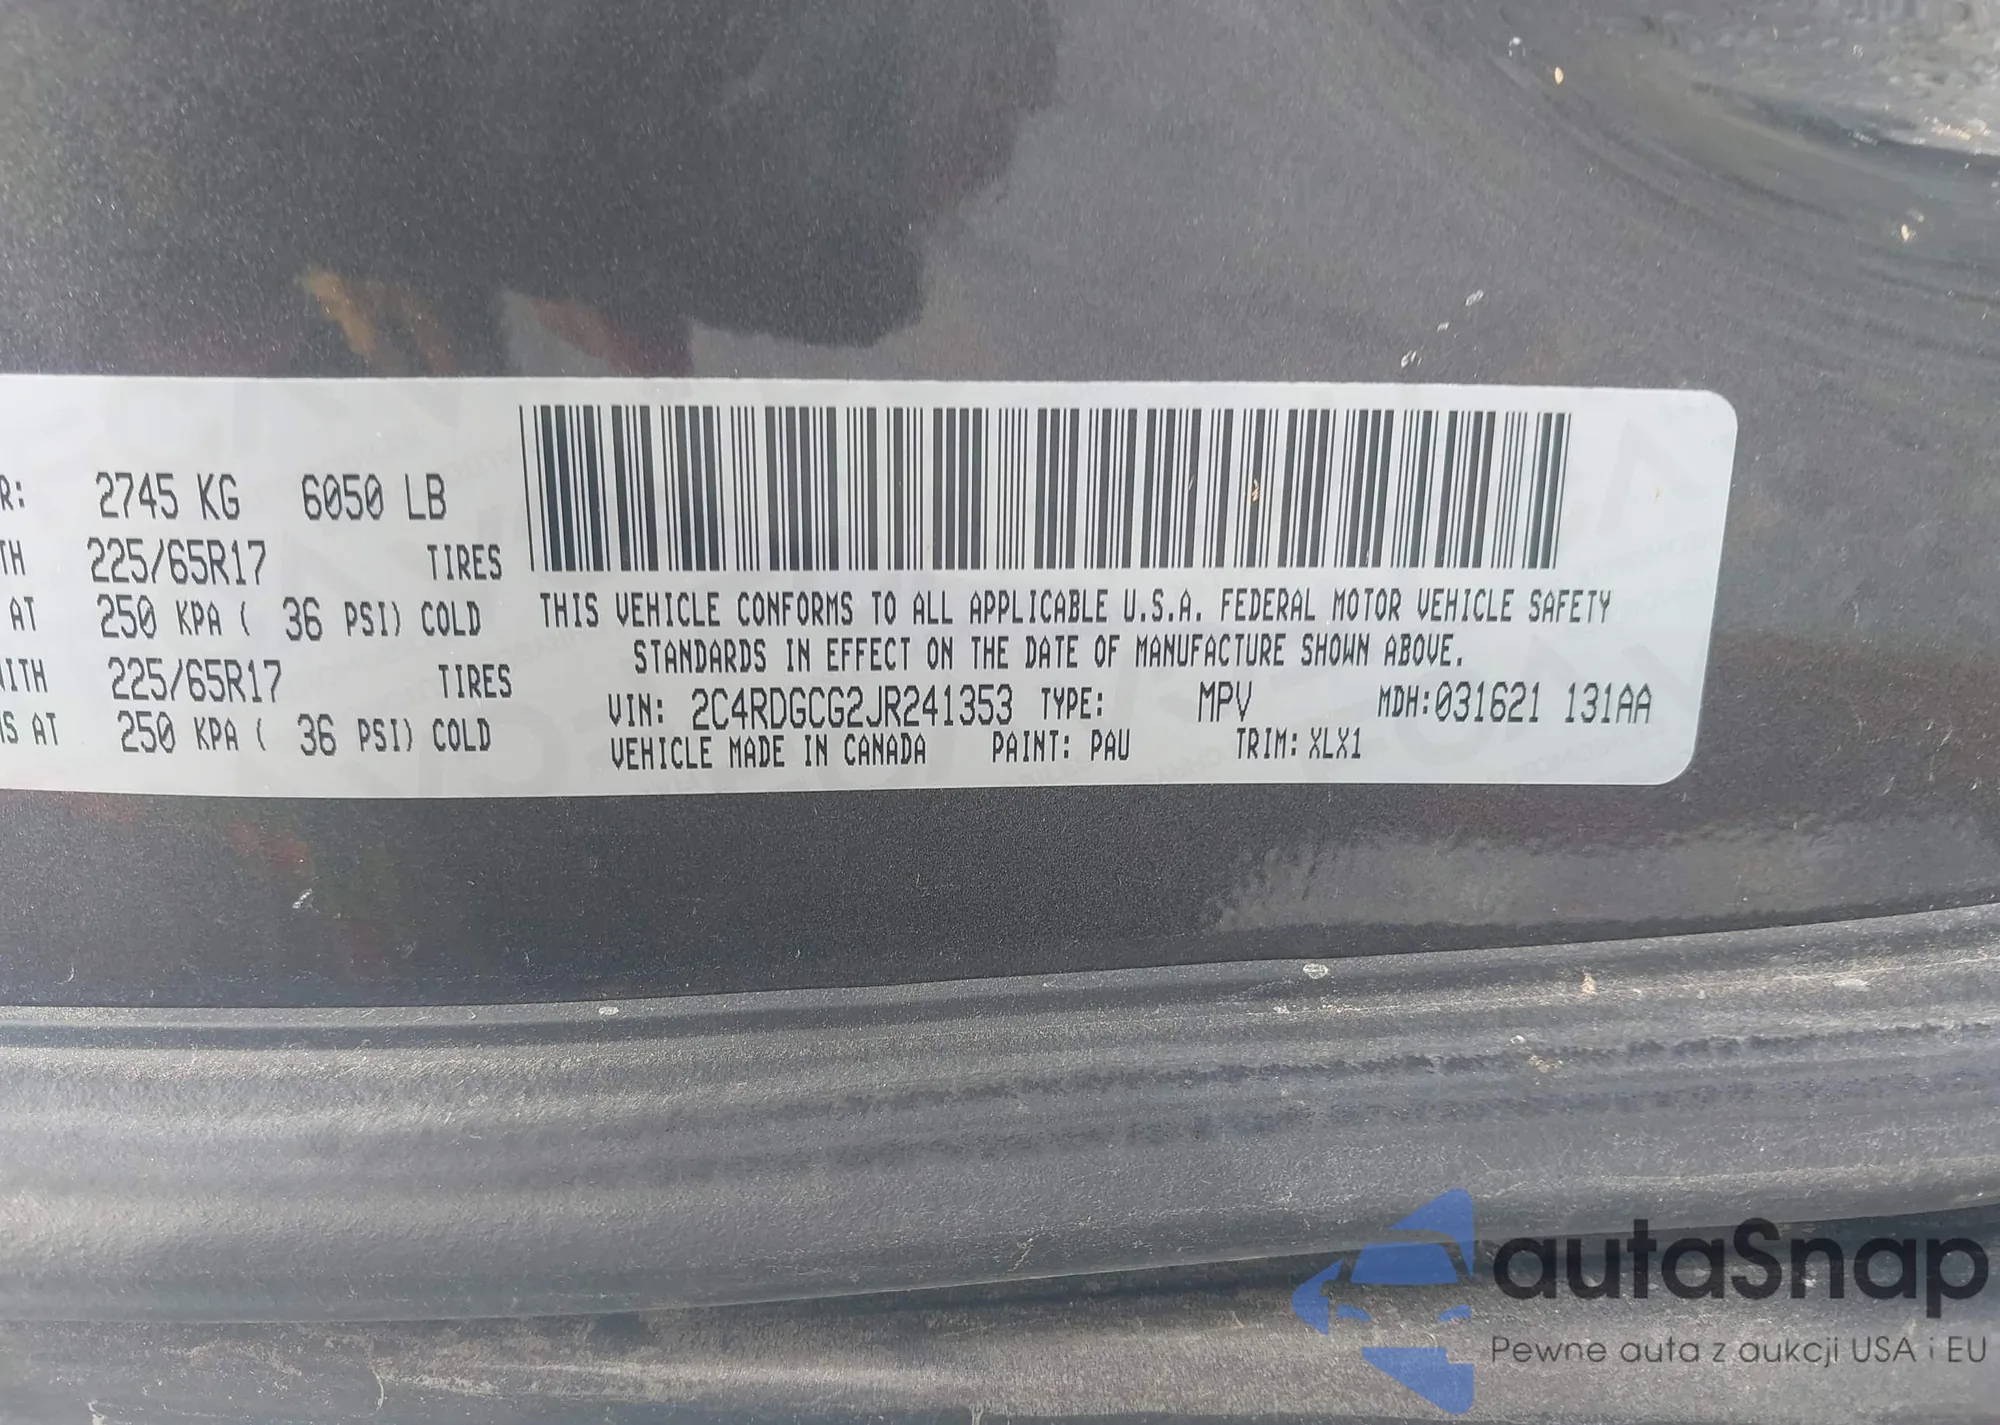 R: 2745 KG 6050 LB
TH 225/65R17 TIRES
AT 250 KPA ( 36 PSI) COLD
WITH 225/65R17 TIRES
S AT 250 KPA ( 36 PSI) COLD
THIS VEHICLE CONFORMS TO ALL APPLICABLE U.S.A. FEDERAL MOTOR VEHICLE SAFETY
STANDARDS IN EFFECT ON THE DATE OF MANUFACTURE SHOWN ABOVE.
VIN: 2C4RDGCG2JR241353 TYPE: MPV MDH:031621 131AA
VEHICLE MADE IN CANADA PAINT: PAU TRIM: XLX1
autaSnap
Pewne auta z aukcji USA i EU